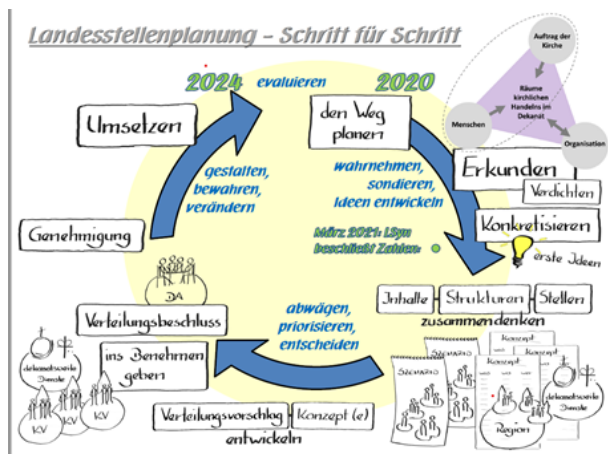 Landesstellenplanung – Schritt für Schritt
Auftrag der
Kirche
Räume
kirchlichen
Handelns im
Dekanat
Menschen
Organisation
2024
evaluieren
2020
den Weg
planen
Umsetzen
gestalten,
bewahren,
verändern
wahrnehmen,
sondieren,
Ideen entwickeln
Erkunden
Verdichten
Konkretisieren
erste Ideen
März 2021: LSyn
beschließt Zahlen:
Genehmigung
DA
Verteilungsbeschluss
ins Benehmen
geben
dekanatsweite
Dienste
KV
KV
KV
abwägen,
priorisieren,
entscheiden
Inhalte - Strukturen - Stellen
zusammendenken
Verteilungsvorschlag - Konzept(e)
entwickeln
SZENARIO
SZENARIO
Konzept
Konzept
Region
dekanatsweite
Dienste